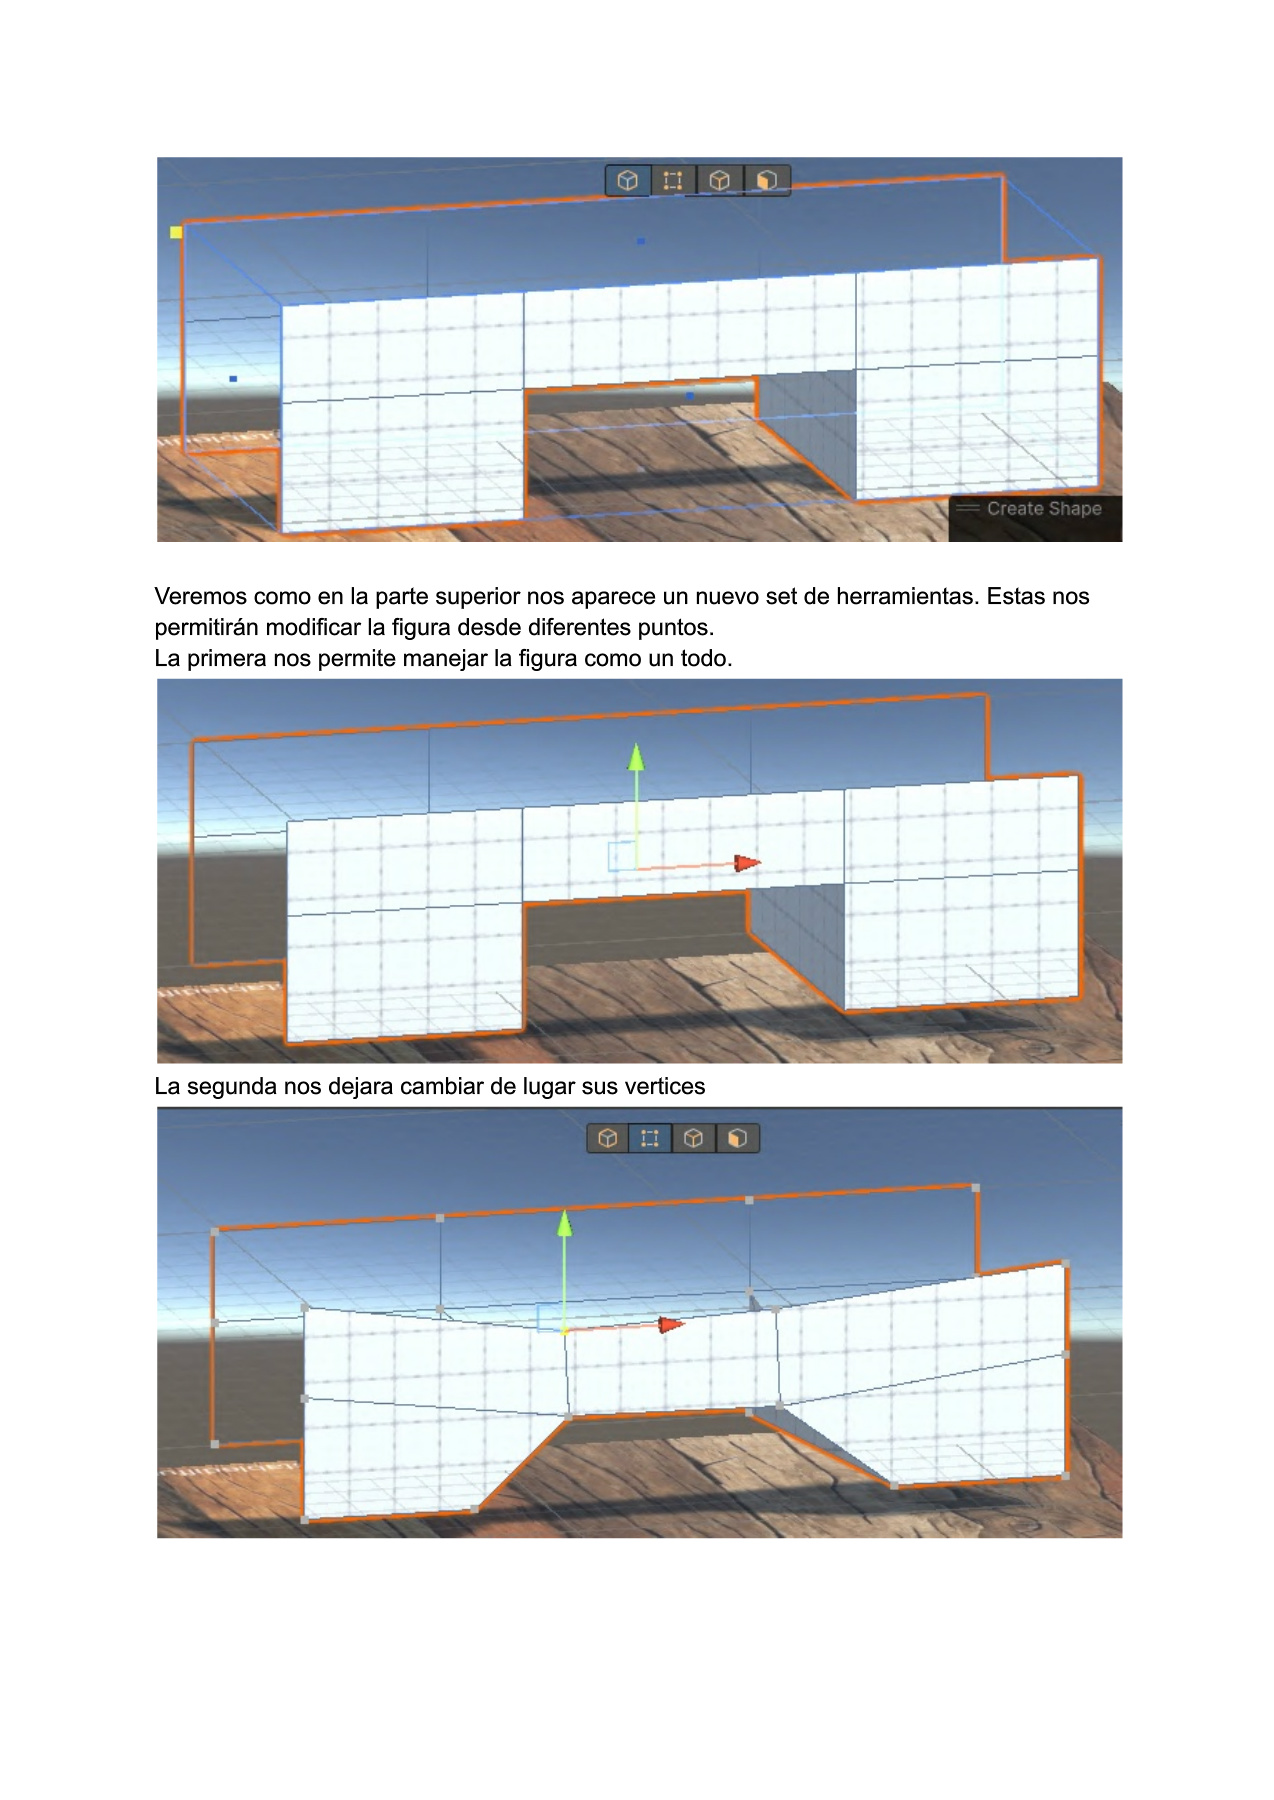 Create Shape
Veremos como en la parte superior nos aparece un nuevo set de herramientas. Estas nos
permitirán modificar la figura desde diferentes puntos.
La primera nos permite manejar la figura como un todo.
La segunda nos dejara cambiar de lugar sus vertices